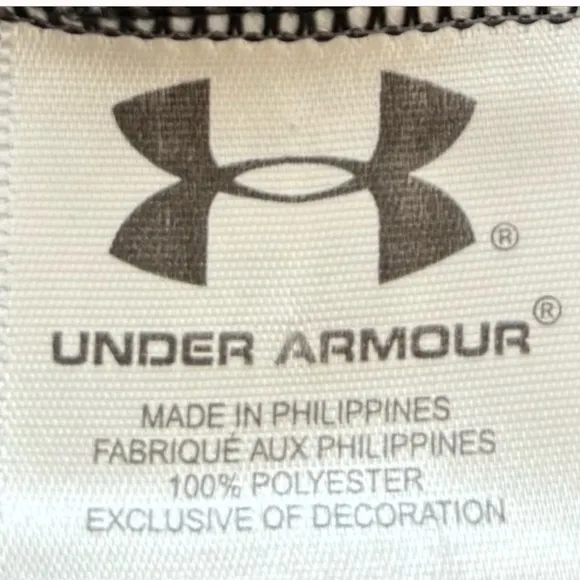 ®
UNDER ARMOUR®
MADE IN PHILIPPINES
FABRIQUÉ AUX PHILIPPINES
100% POLYESTER
EXCLUSIVE OF DECORATION